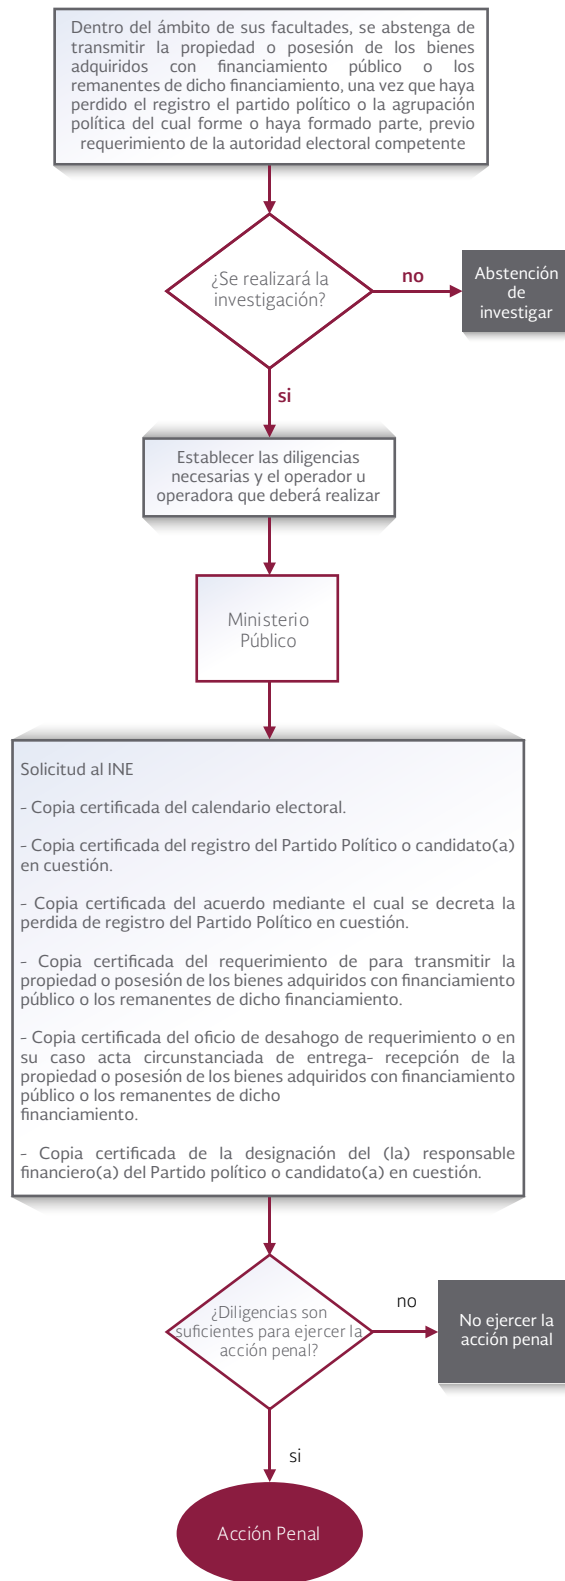 Dentro del ámbito de sus facultades, se abstenga de
transmitir la propiedad o posesión de los bienes
adquiridos con financiamiento público o los
remanentes de dicho financiamiento, una vez que haya
perdido el registro el partido político o la agrupación
política del cual forme o haya formado parte, previo
requerimiento de la autoridad electoral competente
¿Se realizará la
investigación?
no
Abstención
de
investigar
si
Establecer las diligencias
necesarias y el operador u
operadora que deberá realizar
Ministerio
Público
Solicitud al INE
- Copia certificada del calendario electoral.
- Copia certificada del registro del Partido Político o candidato(a)
en cuestión.
- Copia certificada del acuerdo mediante el cual se decreta la
perdida de registro del Partido Político en cuestión.
- Copia certificada del requerimiento de para transmitir la
propiedad o posesión de los bienes adquiridos con financiamiento
público o los remanentes de dicho financiamiento.
- Copia certificada del oficio de desahogo de requerimiento o en
su caso acta circunstanciada de entrega- recepción de la
propiedad o posesión de los bienes adquiridos con financiamiento
público o los remanentes de dicho
financiamiento.
- Copia certificada de la designación del (la) responsable
financiero(a) del Partido político o candidato(a) en cuestión.
¿Diligencias son
suficientes para ejercer la
acción penal?
no
No ejercer la
acción penal
si
Acción Penal